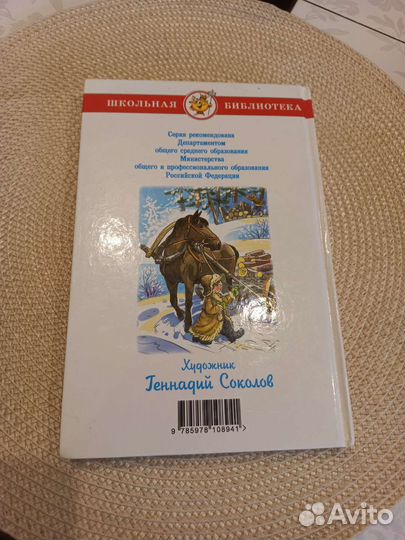 ШКОЛЬНАЯ БИБЛИОТЕКА
Серия рекомендована
Департаментом
общего среднего образования
Министерства
общего и профессионального образования
Российской Федерации
Художник
Геннадий Соколов
9 785978 108941 >
Avito